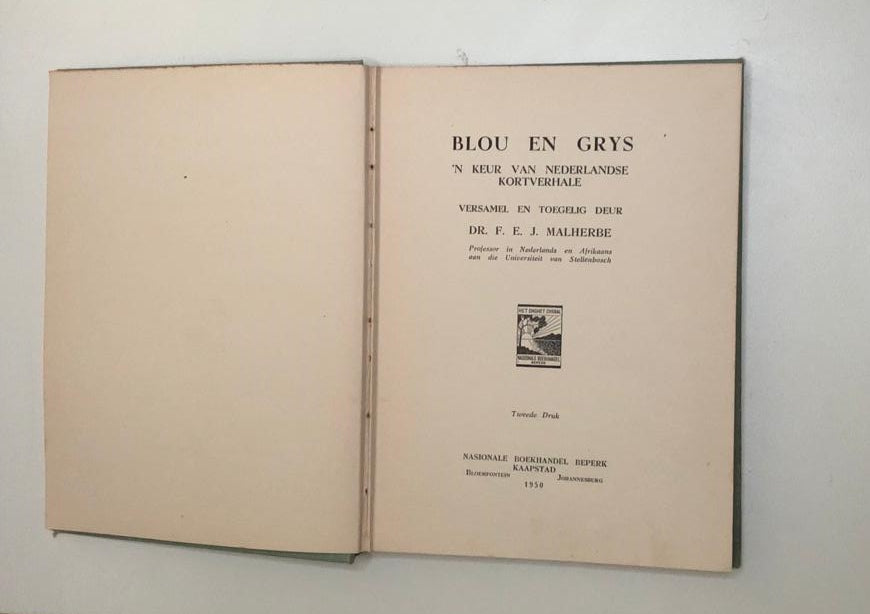 BLOU EN GRYS
'N KEUR VAN NEDERLANDSE
KORTVERHALE
VERSAMEL EN TOEGELIG DEUR
DR. F. E. J. MALHERBE
Professor in Nederlands en Afrikaans
aan die Universiteit van Stellenbosch
NASIONALE BOEKHANDEL
BEPERK
Tweede Druk
NASIONALE BOEKHANDEL BEPERK
KAAPSTAD
BLOEMFONTEIN JOHANNESBURG
1950